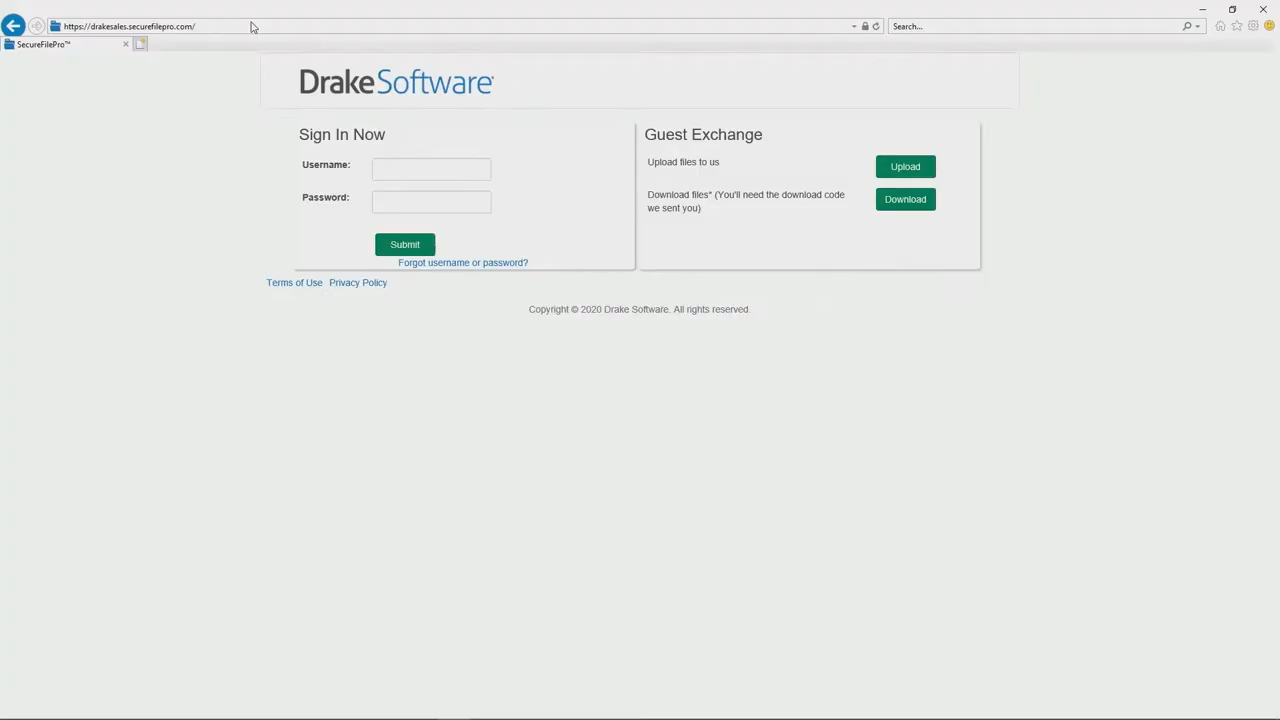 https://drakesales.securefilepro.com/
Search...
SecureFilePro™
DrakeSoftware
Sign In Now
Username:
Password:
Submit
Forgot username or password?
Guest Exchange
Upload files to us
Upload
Download files* (You'll need the download code
we sent you)
Download
Terms of Use Privacy Policy
Copyright © 2020 Drake Software. All rights reserved.